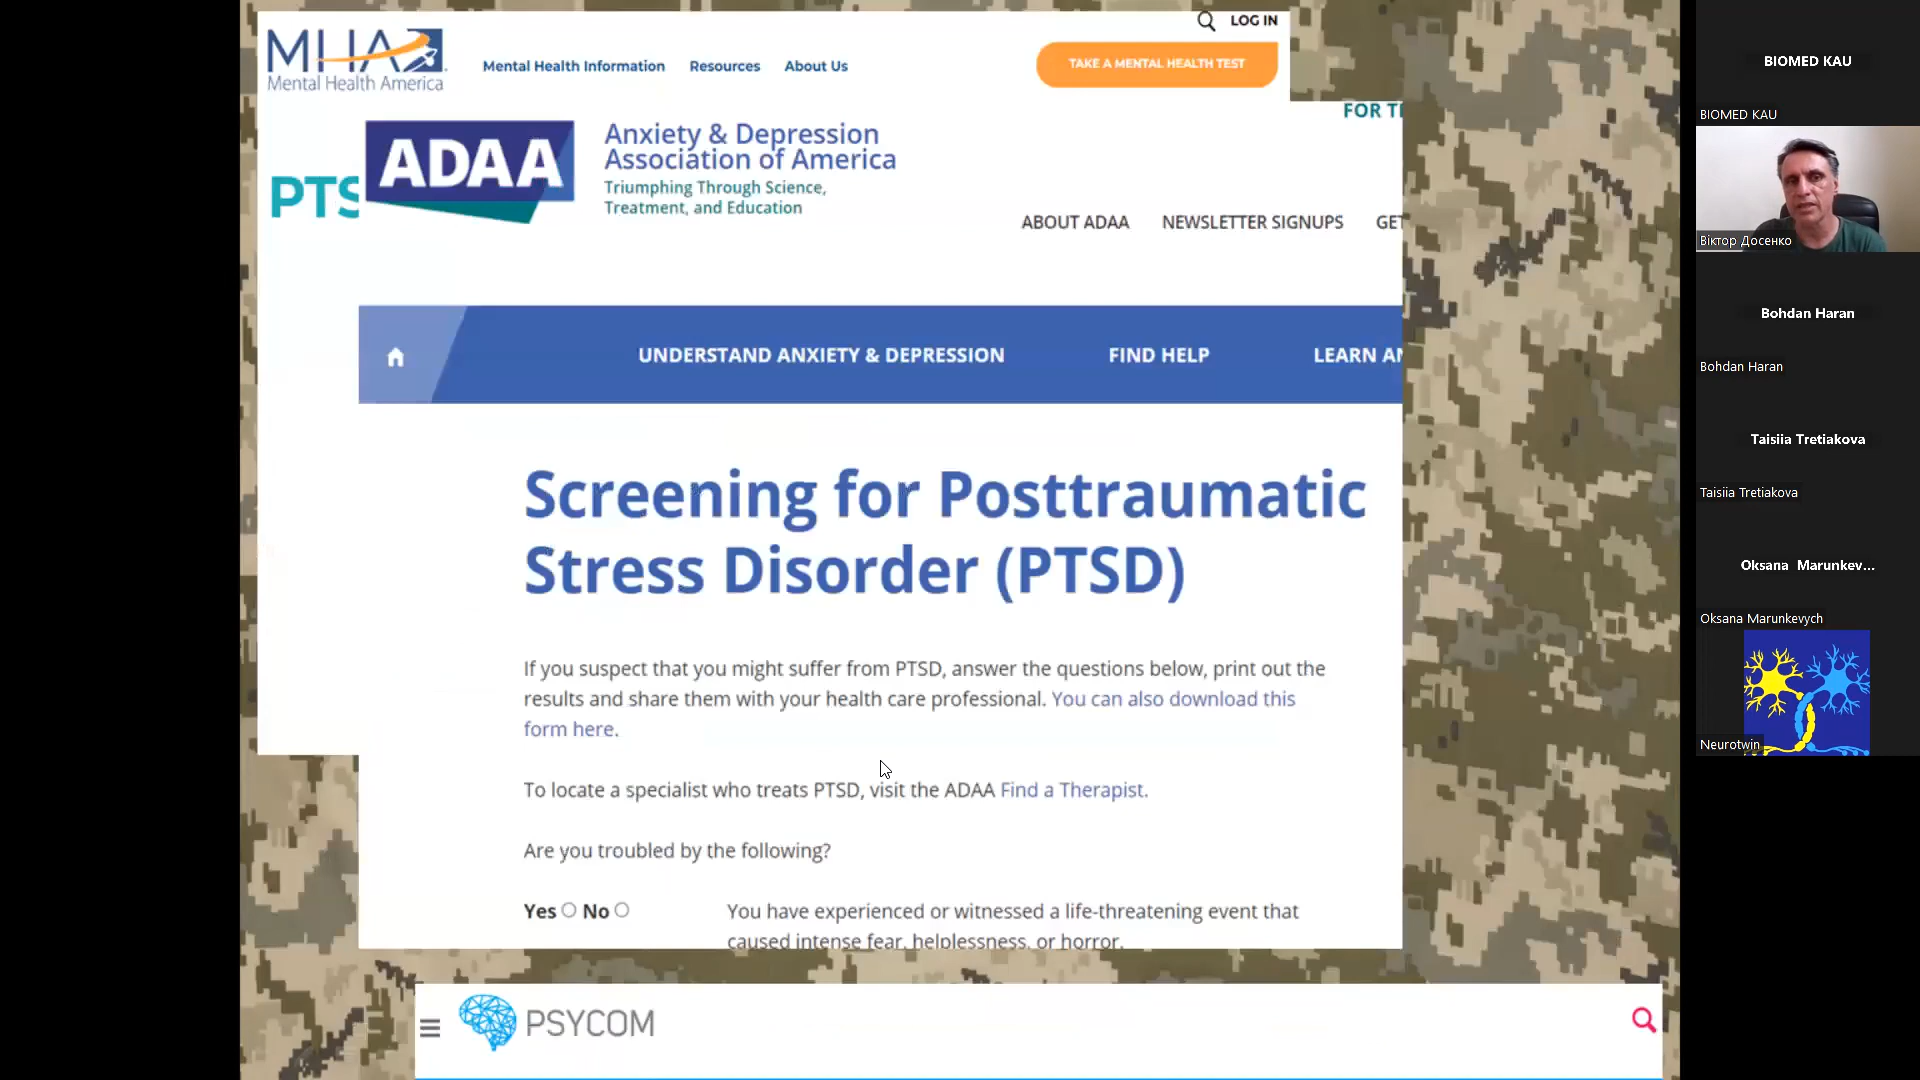 MHA
Mental Health America
Mental Health Information
Resources
About Us
LOG IN
TAKE A MENTAL HEALTH TEST
FOR
PTS
ADAA
Anxiety & Depression
Association of America
Triumphing Through Science,
Treatment, and Education
ABOUT ADAA
NEWSLETTER SIGNUPS
GET
UNDERSTAND ANXIETY & DEPRESSION
FIND HELP
LEARN
Screening for Posttraumatic
Stress Disorder (PTSD)
If you suspect that you might suffer from PTSD, answer the questions below, print out the
results and share them with your health care professional. You can also download this
form here.
To locate a specialist who treats PTSD, visit the ADAA Find a Therapist.
Are you troubled by the following?
Yes No
You have experienced or witnessed a life-threatening event that
caused intense fear, helplessness, or horror.
PSYCOM
BIOMED KAU
BIOMED KAU
Віктор Досенко
Bohdan Haran
Bohdan Haran
Taisiia Tretiakova
Taisiia Tretiakova
Oksana Marunkev...
Oksana Marunkevych
Neurotwin